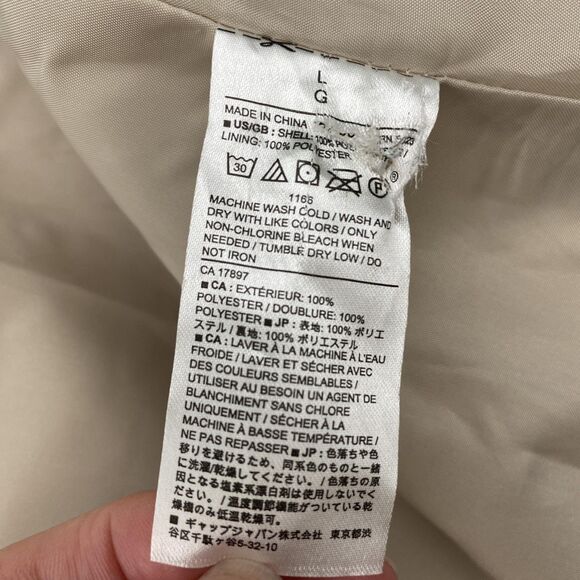 L
G
MADE IN CHINA
■ US/GB : SHELL: 100%
LINING: 100% POLYESTER
30 P
1166
MACHINE WASH COLD / WASH AND
DRY WITH LIKE COLORS / ONLY
NON-CHLORINE BLEACH WHEN
NEEDED / TUMBLE DRY LOW / DO
NOT IRON
CA 17897
■ CA : EXTÉRIEUR: 100%
POLYESTER / DOUBLURE: 100%
POLYESTER ■ JP : 表地: 100% ポリエ
ステル / 裏地: 100% ポリエステル
■ CA : LAVER À LA MACHINE À L'EAU
FROIDE / LAVER ET SÉCHER AVEC
DES COULEURS SEMBLABLES /
UTILISER AU BESOIN UN AGENT DE
BLANCHIMENT SANS CHLORE
UNIQUEMENT / SÉCHER À LA
MACHINE À BASSE TEMPÉRATURE /
NE PAS REPASSER ■ JP : 色落ちや色
移りを避けるため、同系色のものと一緒
に洗濯/乾燥してください。/ 色落ちの原
因となる塩素系漂白剤は使用しないでく
ださい。/ 温度調節機能が付いている乾
燥機のみ低温乾燥可。
■ ギャップジャパン㈱ 東京都渋
谷区千駄ヶ谷5-32-10